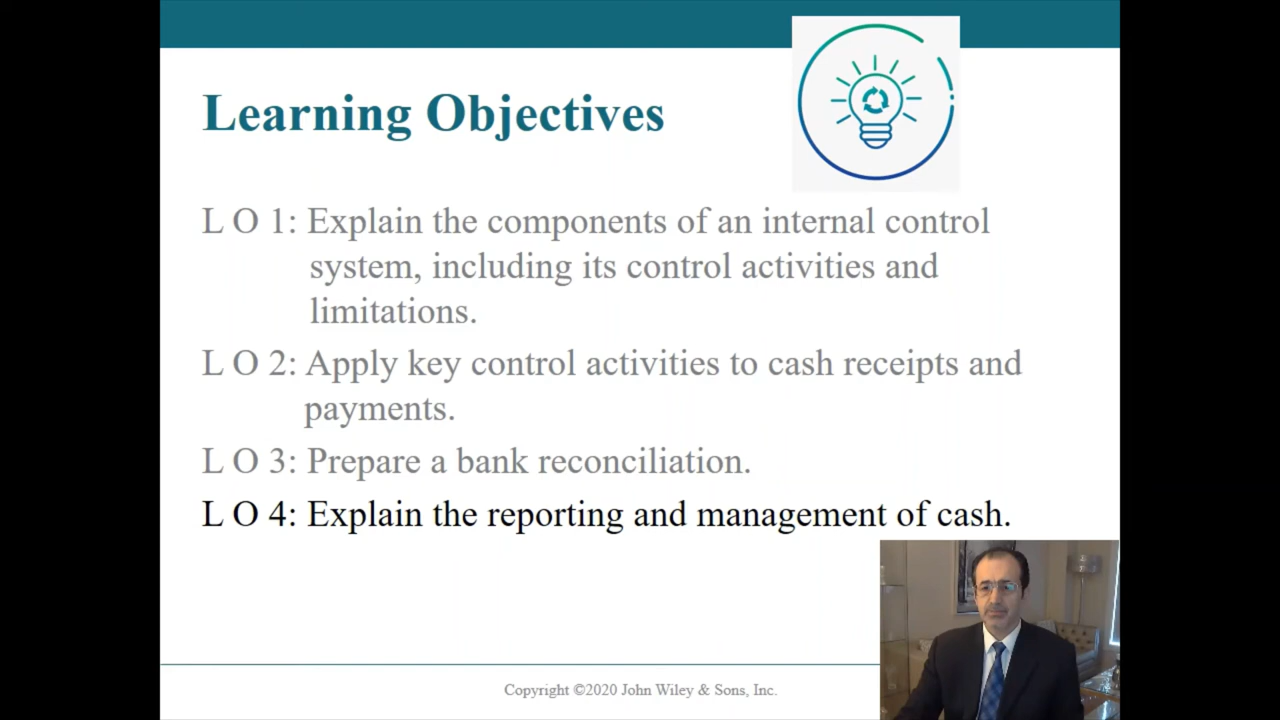 Learning Objectives
L O 1: Explain the components of an internal control
system, including its control activities and
limitations.
L O 2: Apply key control activities to cash receipts and
payments.
L O 3: Prepare a bank reconciliation.
L O 4: Explain the reporting and management of cash.
Copyright ©2020 John Wiley & Sons, Inc.